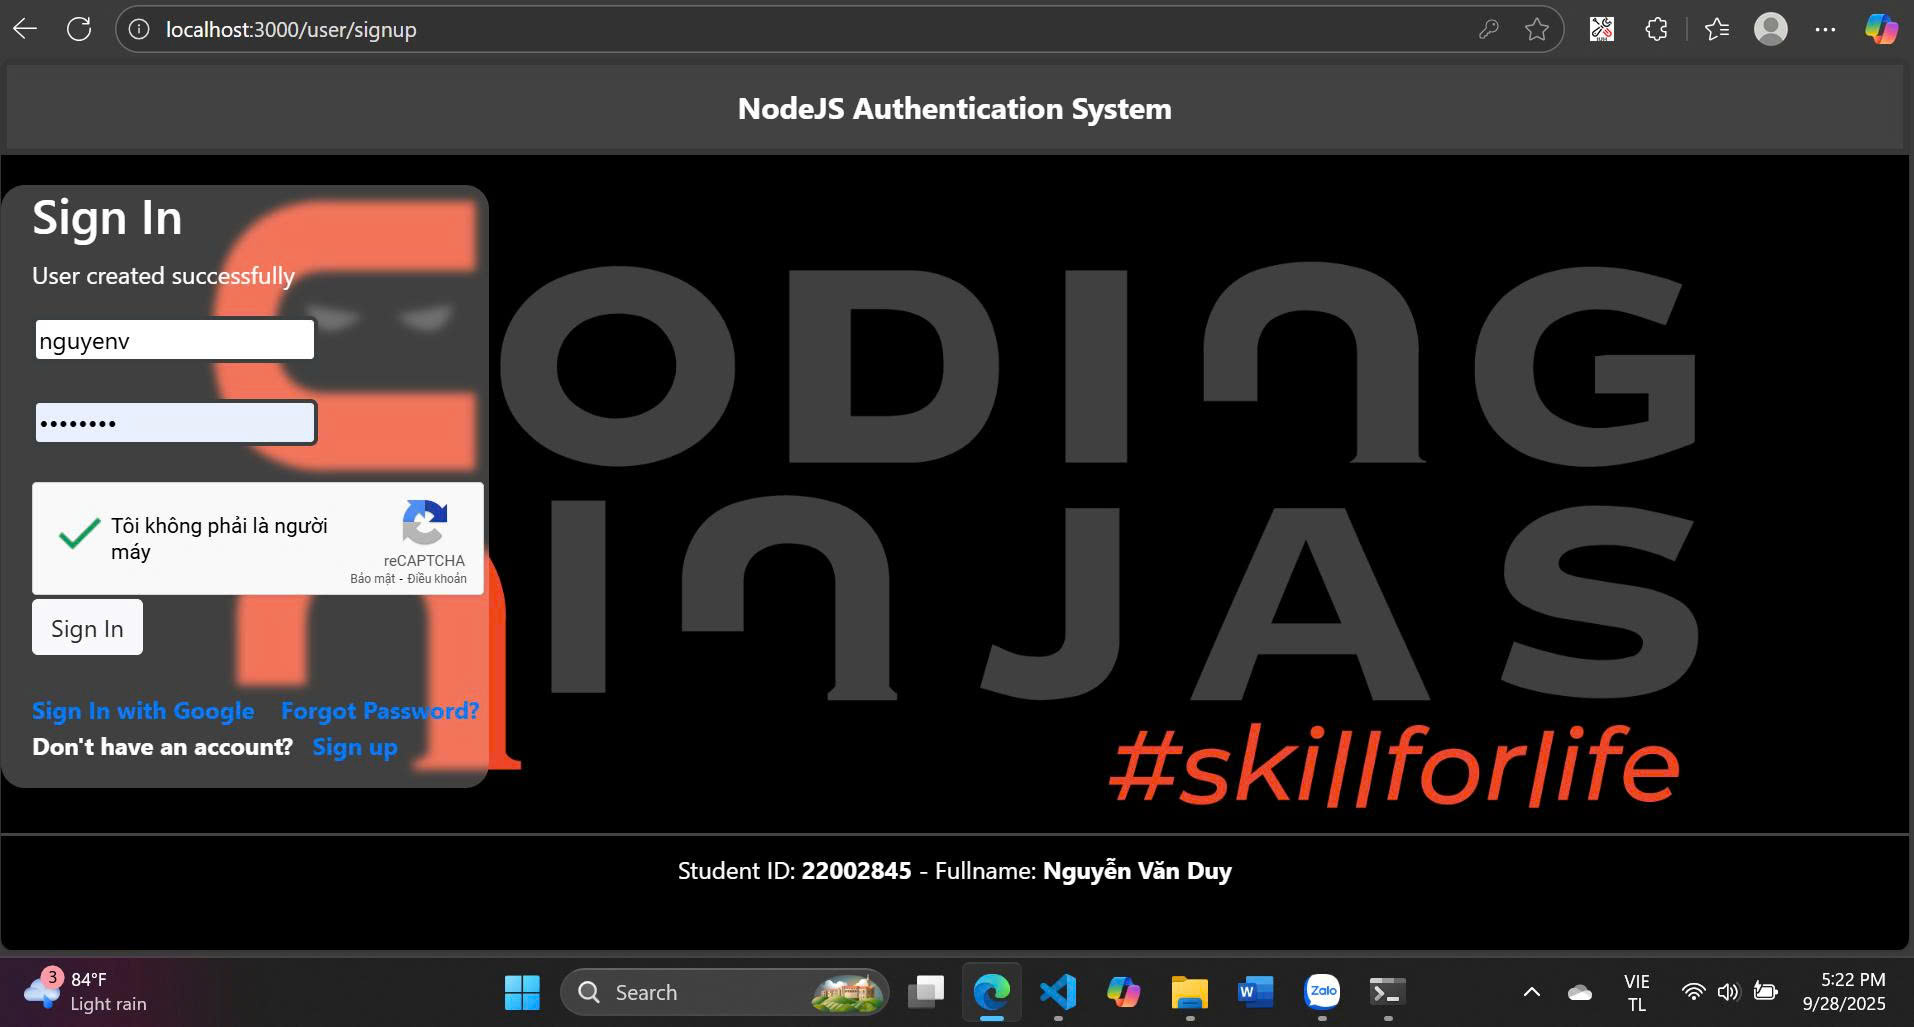 localhost:3000/user/signup
NodeJS Authentication System
Sign In
User created successfully
nguyenv
••••••••
Tôi không phải là người
máy
reCAPTCHA
Bảo mật - Điều khoản
Sign In
Sign In with Google Forgot Password?
Don't have an account? Sign up
ODING
NINJAS
#skillforlife
Student ID: 22002845 - Fullname: Nguyễn Văn Duy
3
84°F
Light rain
Search
W
Zalo
VIE
TL
5:22 PM
9/28/2025